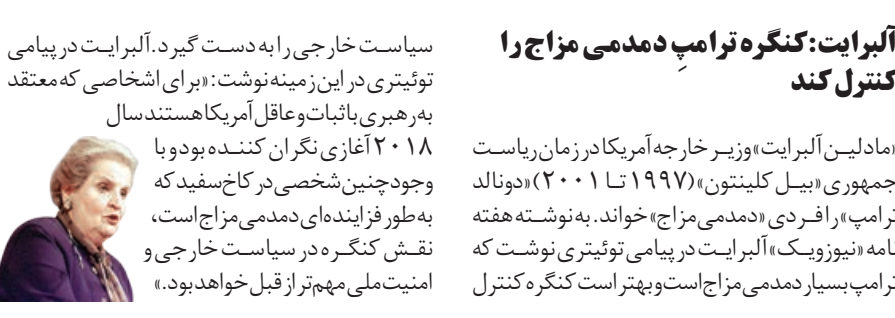 آلبرایت: کنگره ترامپِ دمدمی مزاج را
کنترل کند
«مادلین آلبرایت» وزیر خارجه آمریکا در زمان ریاست
جمهوری «بیل کلینتون» (۱۹۹۷ تا ۲۰۰۱) «دونالد
ترامپ» را فردی «دمدمی مزاج» خواند. به نوشته هفته
نامه «نیوزویک» آلبرایت در پیامی توئیتری نوشت که
ترامپ بسیار دمدمی مزاج است و بهتر است کنگره کنترل
سیاست خارجی را به دست گیرد. آلبرایت در پیامی
توئیتری در این زمینه نوشت: «برای اشخاصی که معتقد
به رهبری باثبات و عاقل آمریکا هستند سال
۲۰۱۸ آغازی نگران کننده بود و با
وجود چنین شخصی در کاخ سفید که
به طور فزاینده‌ای دمدمی مزاج است،
نقش کنگره در سیاست خارجی و
امنیت ملی مهم‌تر از قبل خواهد بود.»